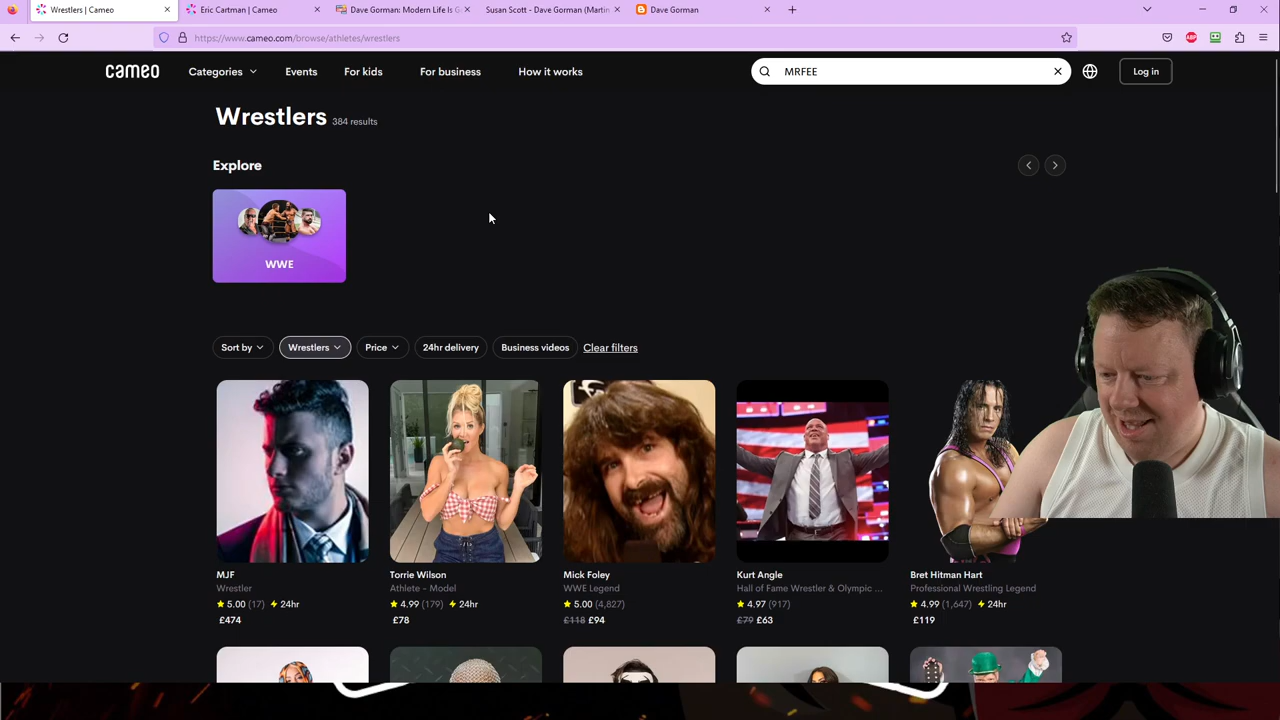 Wrestlers | Cameo
Eric Cartman | Cameo
Dave Gorman: Modern Life Is G
Susan Scott - Dave Gorman (Martin
Dave Gorman
https://www.cameo.com/browse/athletes/wrestlers
ABP
cameo
Categories
Events
For kids
For business
How it works
MRFEE
Log in
Wrestlers 384 results
Explore
WWE
Sort by
Wrestlers
Price
24hr delivery
Business videos
Clear filters
MJF
Wrestler
5.00 (17) 24hr
£474
Torrie Wilson
Athlete - Model
4.99 (179) 24hr
£78
Mick Foley
WWE Legend
5.00 (4,827)
£118 £94
Kurt Angle
Hall of Fame Wrestler & Olympic ...
4.97 (917)
£79 £63
Bret Hitman Hart
Professional Wrestling Legend
4.99 (1,647) 24hr
£119